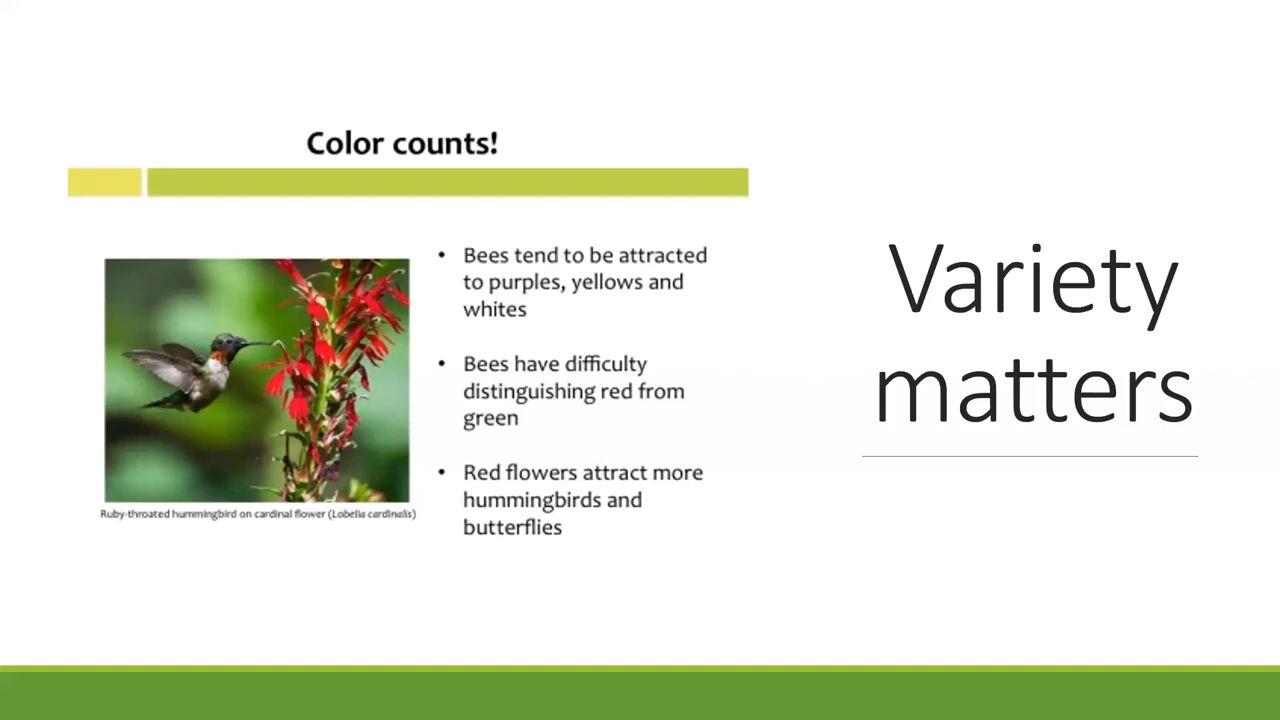 Color counts!
• Bees tend to be attracted
to purples, yellows and
whites
• Bees have difficulty
distinguishing red from
green
• Red flowers attract more
hummingbirds and
butterflies
Ruby-throated hummingbird on cardinal flower (Lobelia cardinalis)
Variety
matters